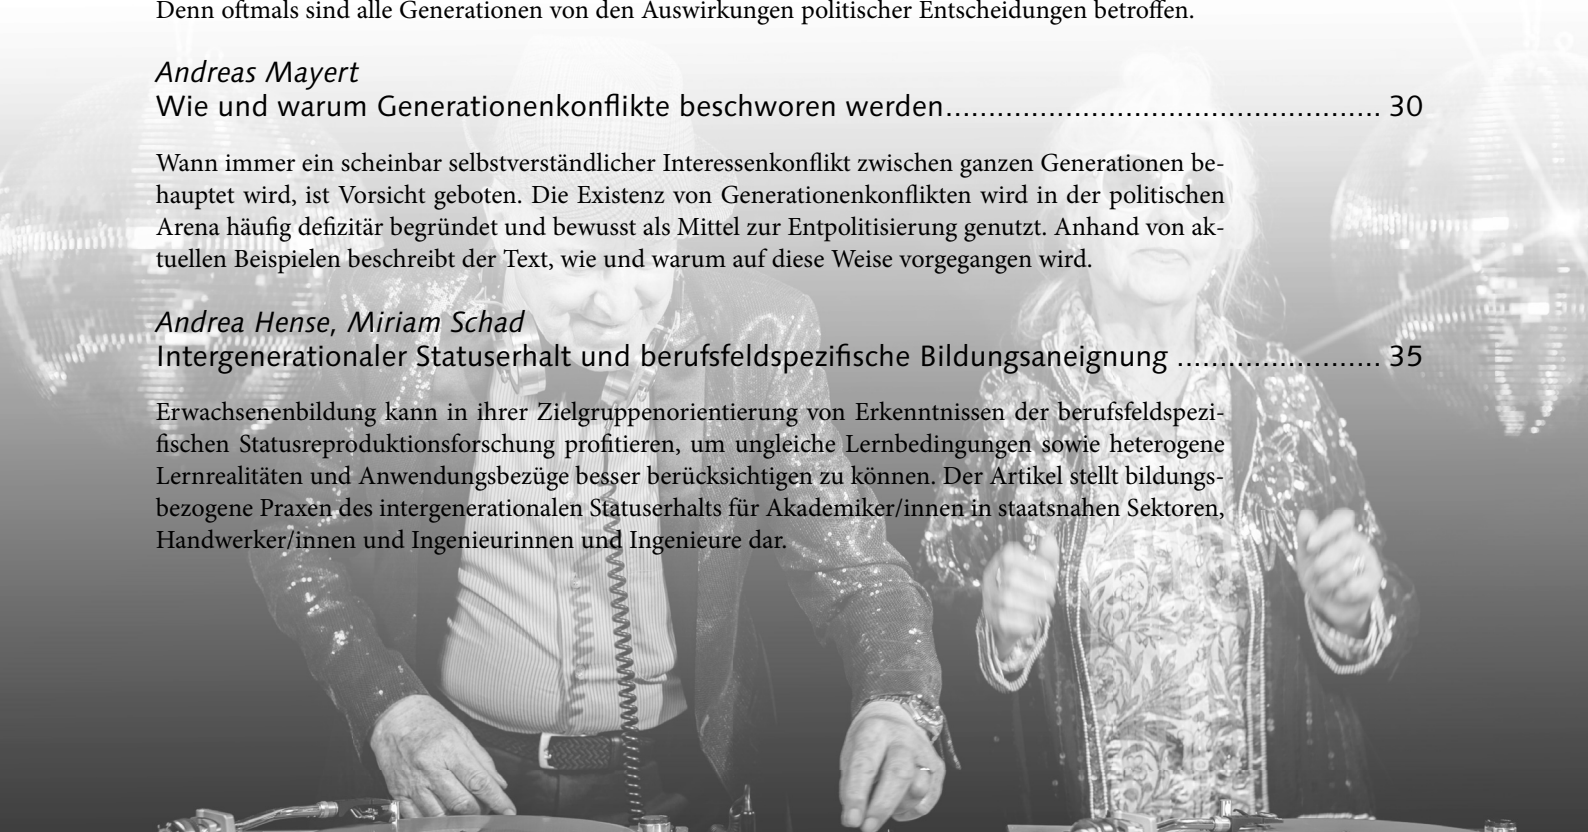 Denn oftmals sind alle Generationen von den Auswirkungen politischer Entscheidungen betroffen.
Andreas Mayert
Wie und warum Generationenkonflikte beschworen werden.................................................. 30
Wann immer ein scheinbar selbstverständlicher Interessenkonflikt zwischen ganzen Generationen be-
hauptet wird, ist Vorsicht geboten. Die Existenz von Generationenkonflikten wird in der politischen
Arena häufig defizitär begründet und bewusst als Mittel zur Entpolitisierung genutzt. Anhand von ak-
tuellen Beispielen beschreibt der Text, wie und warum auf diese Weise vorgegangen wird.
Andrea Hense, Miriam Schad
Intergenerationaler Statuserhalt und berufsfeldspezifische Bildungsaneignung ........................ 35
Erwachsenenbildung kann in ihrer Zielgruppenorientierung von Erkenntnissen der berufsfeldspezi-
fischen Statusreproduktionsforschung profitieren, um ungleiche Lernbedingungen sowie heterogene
Lernrealitäten und Anwendungsbezüge besser berücksichtigen zu können. Der Artikel stellt bildungs-
bezogene Praxen des intergenerationalen Statuserhalts für Akademiker/innen in staatsnahen Sektoren,
Handwerker/innen und Ingenieurinnen und Ingenieure dar.